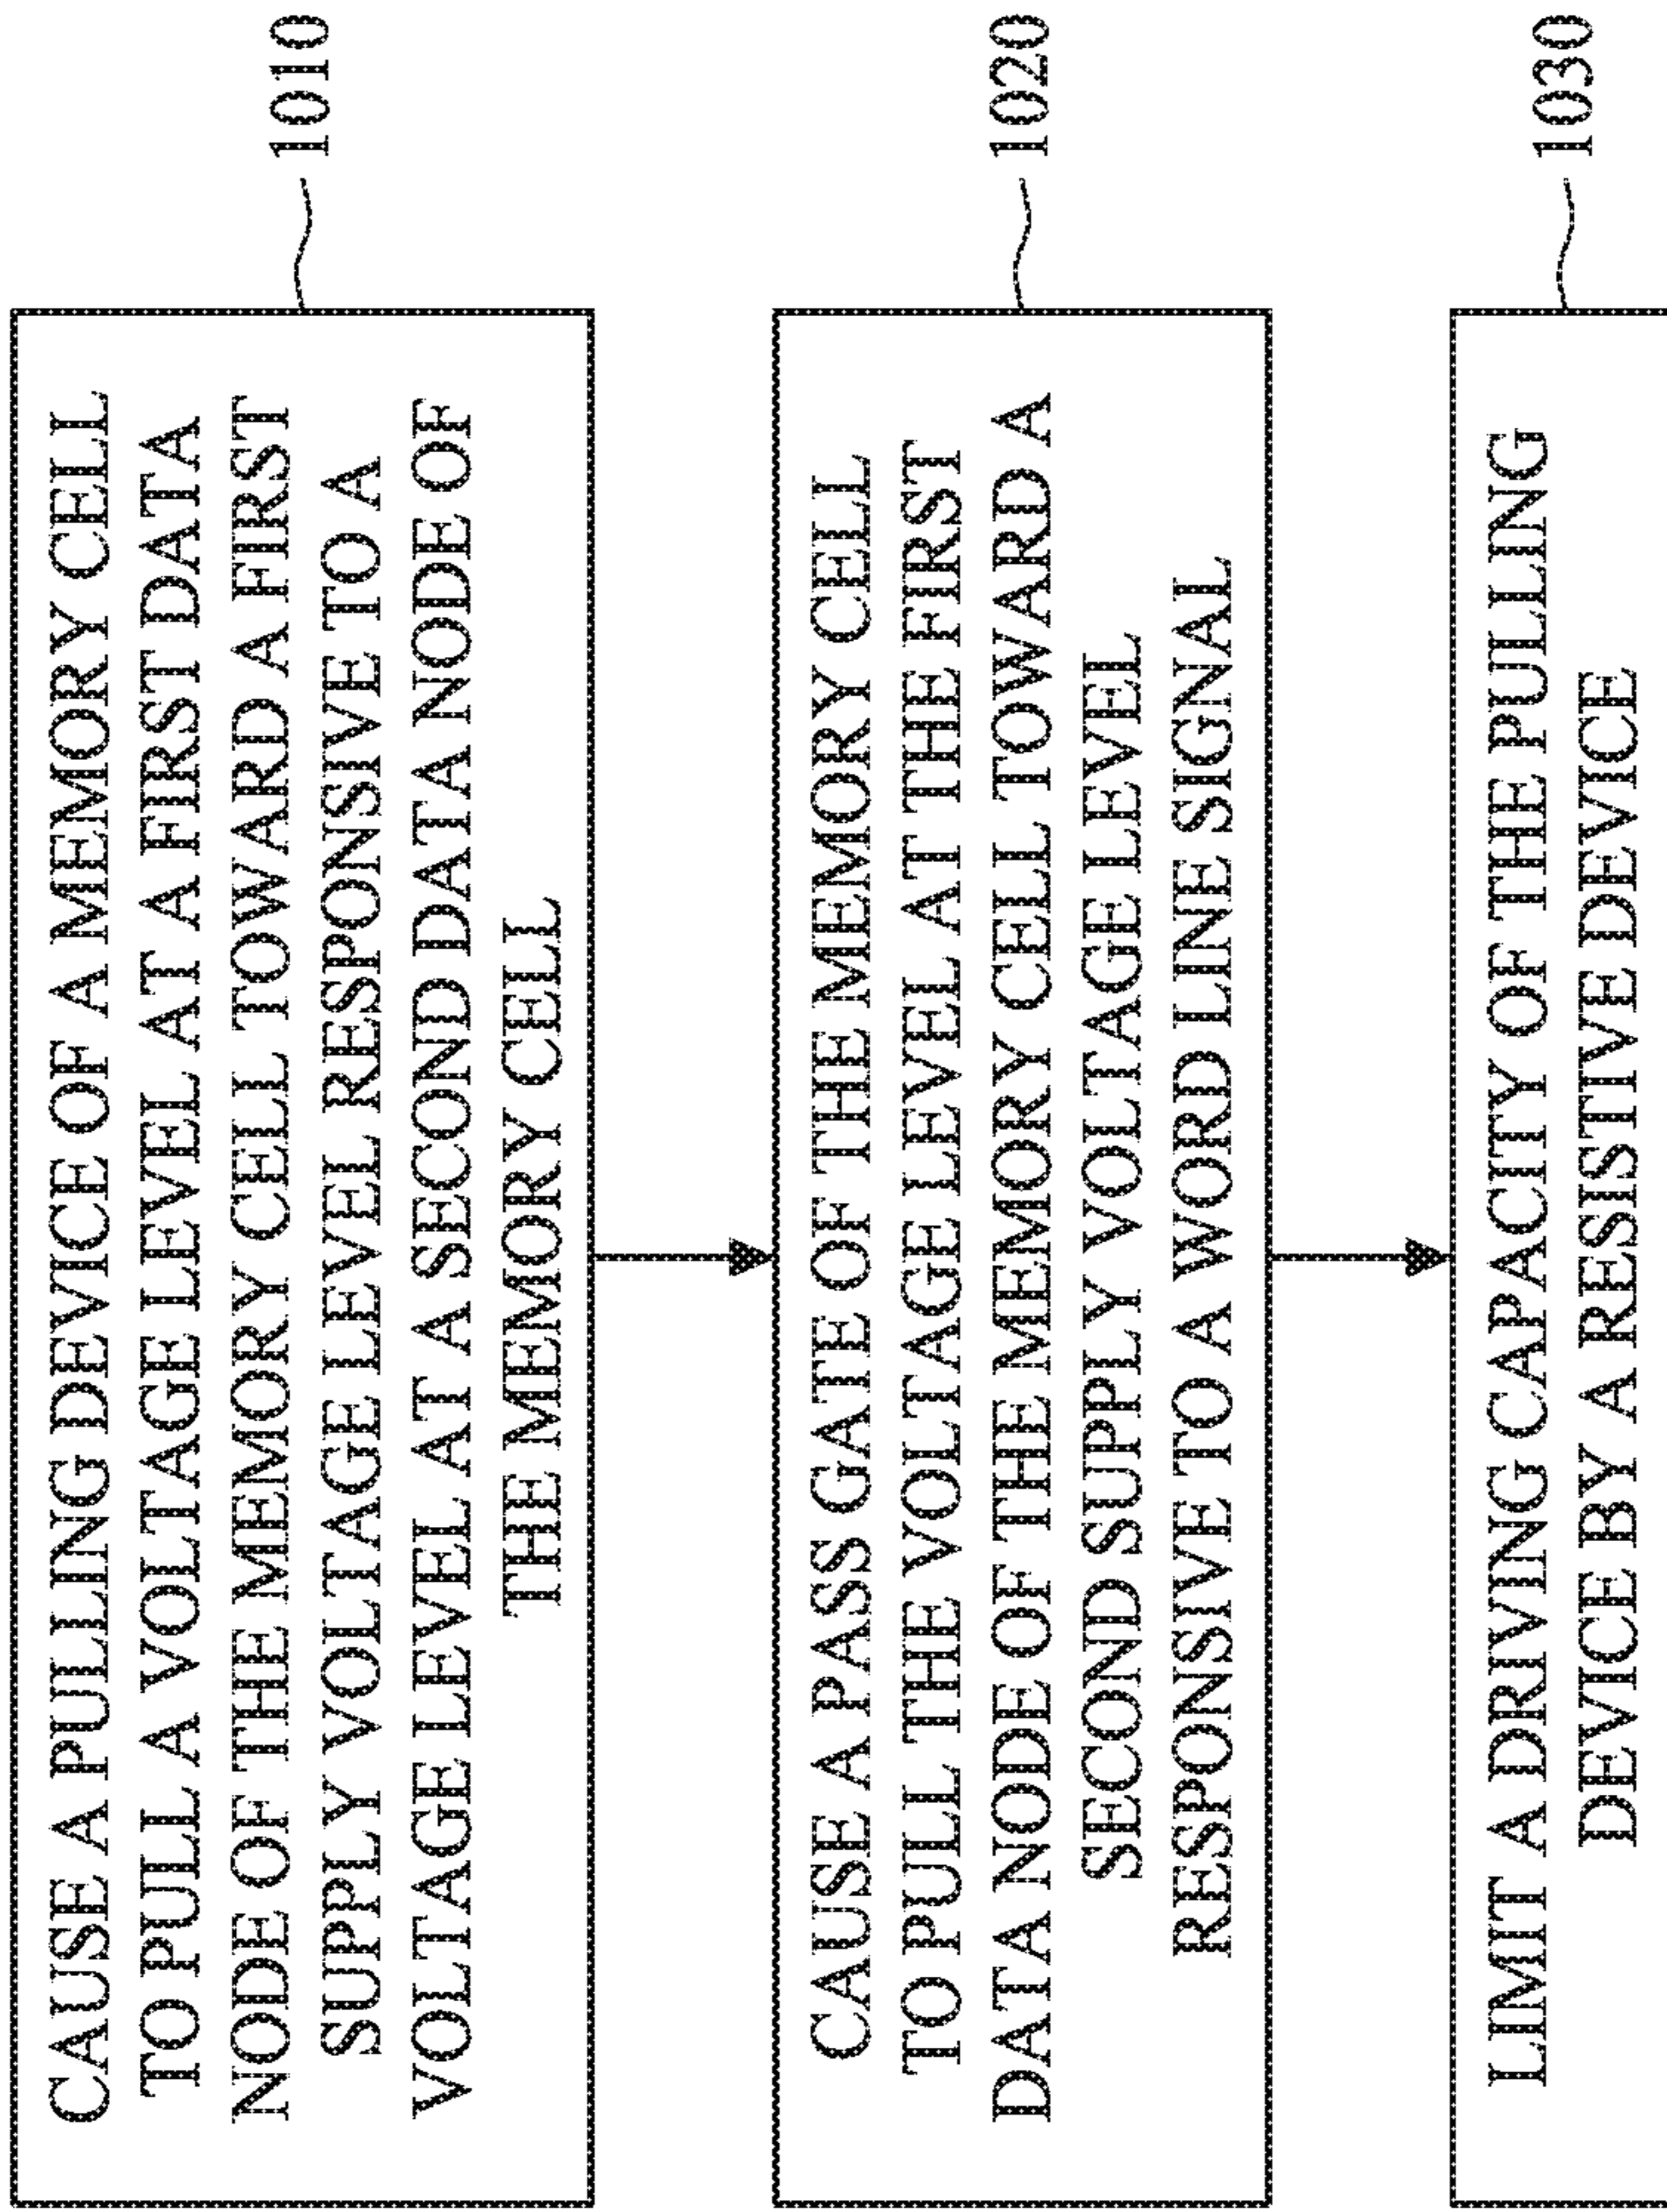 CAUSE A PULLING DEVICE OF A MEMORY CELL
TO PULL A VOLTAGE LEVEL AT A FIRST DATA
NODE OF THE MEMORY CELL TOWARD A FIRST
SUPPLY VOLTAGE LEVEL RESPONSIVE TO A
VOLTAGE LEVEL AT A SECOND DATA NODE OF
THE MEMORY CELL
1010
CAUSE A PASS GATE OF THE MEMORY CELL
TO PULL THE VOLTAGE LEVEL AT THE FIRST
DATA NODE OF THE MEMORY CELL TOWARD A
SECOND SUPPLY VOLTAGE LEVEL
RESPONSIVE TO A WORD LINE SIGNAL
1020
LIMIT A DRIVING CAPACITY OF THE PULLING
DEVICE BY A RESISTIVE DEVICE
1030